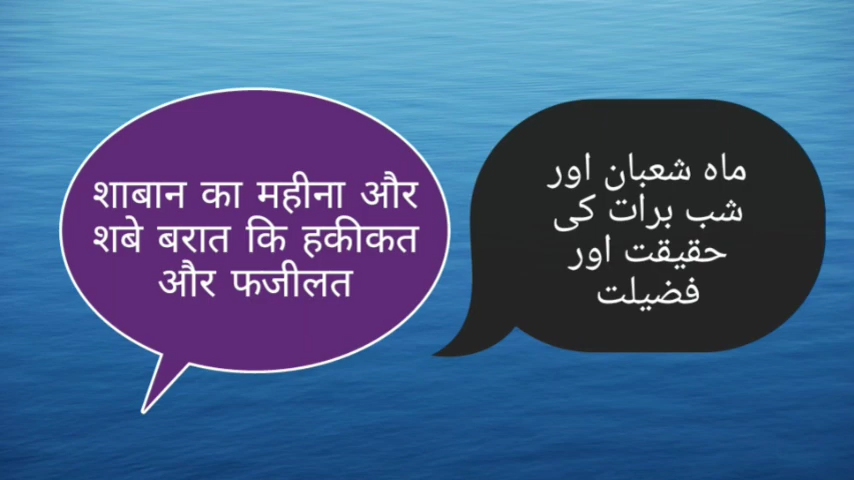 शाबान का महीना और
शबे बरात कि हकीकत
और फजीलत
ماہ شعبان اور
شب برات کی
حقیقت اور
فضیلت